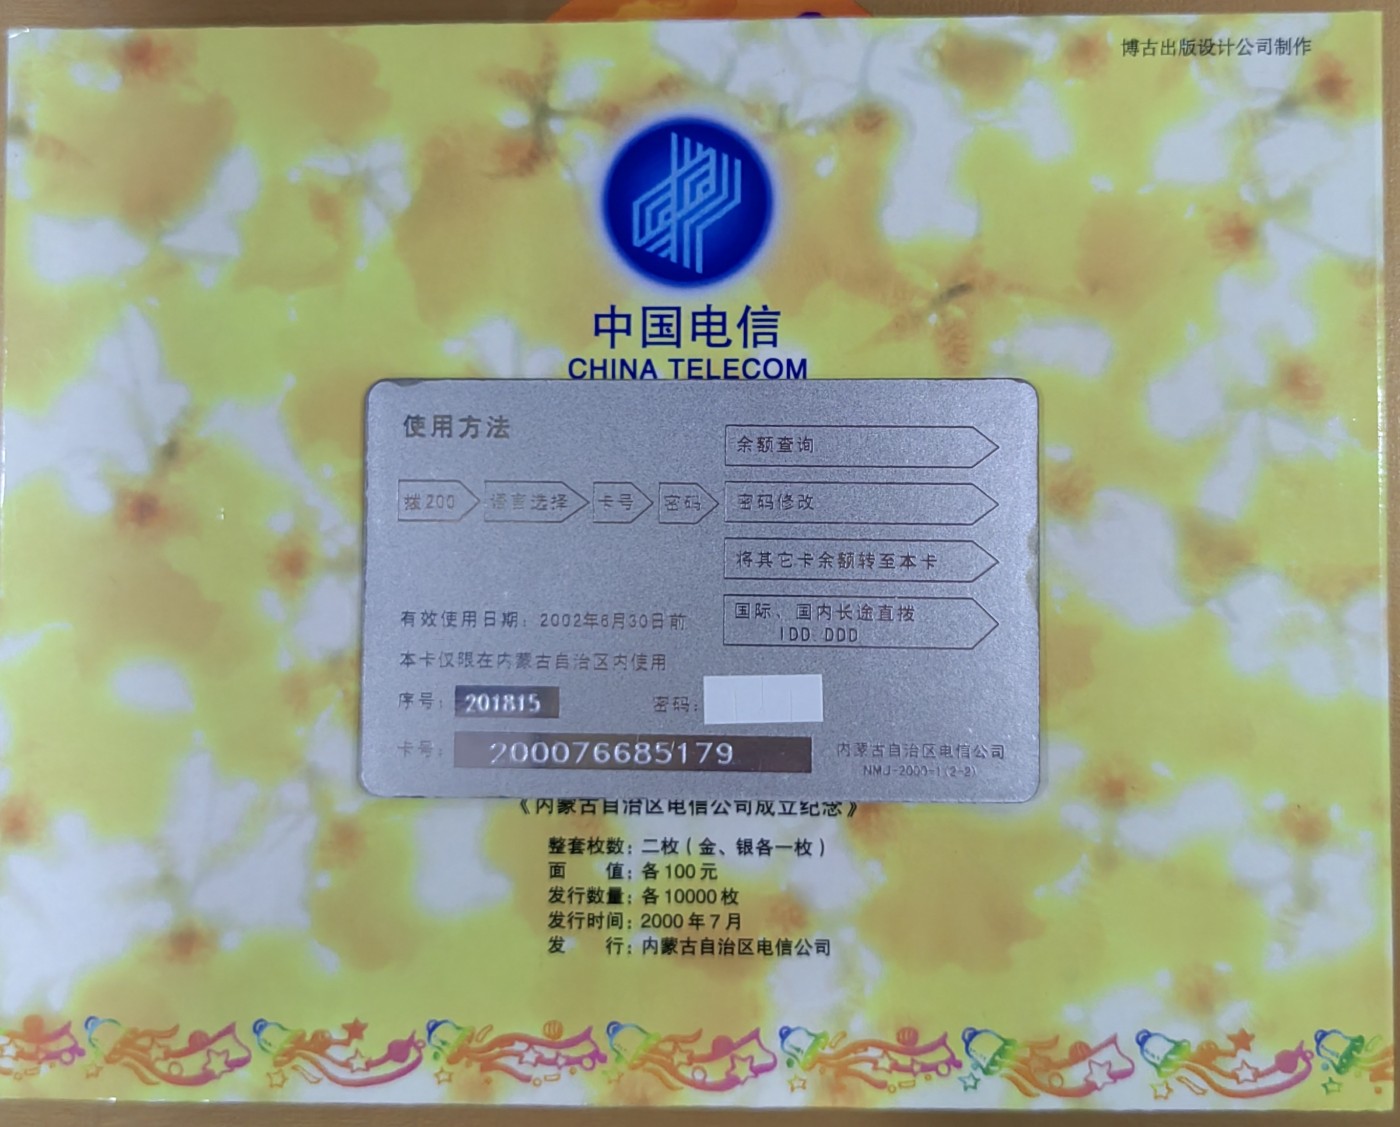 博古出版设计公司制作
中国电信
CHINA TELECOM
使用方法
拨200 语言选择 卡号 密码
余额查询
密码修改
将其它卡余额转至本卡
国际、国内长途直拨
IDD.DDD
有效使用日期：2002年6月30日前
本卡仅限在内蒙古自治区内使用
序号：201815 密码：
卡号：200076685179
内蒙古自治区电信公司
NMJ-2000-1(2-2)
《内蒙古自治区电信公司成立纪念》
整套枚数：二枚（金、银各一枚）
面 值：各100元
发行数量：各10000枚
发行时间：2000年7月
发 行：内蒙古自治区电信公司